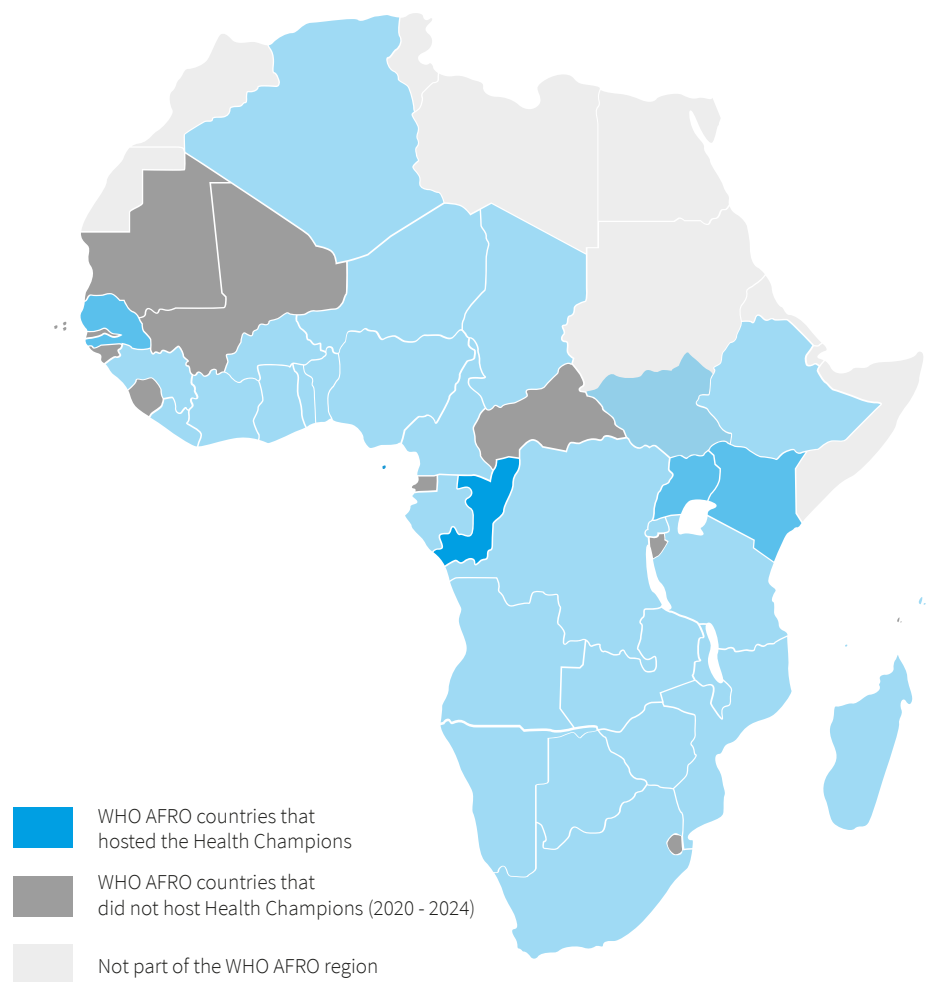 WHO AFRO countries that
hosted the Health Champions
WHO AFRO countries that
did not host Health Champions (2020 - 2024)
Not part of the WHO AFRO region